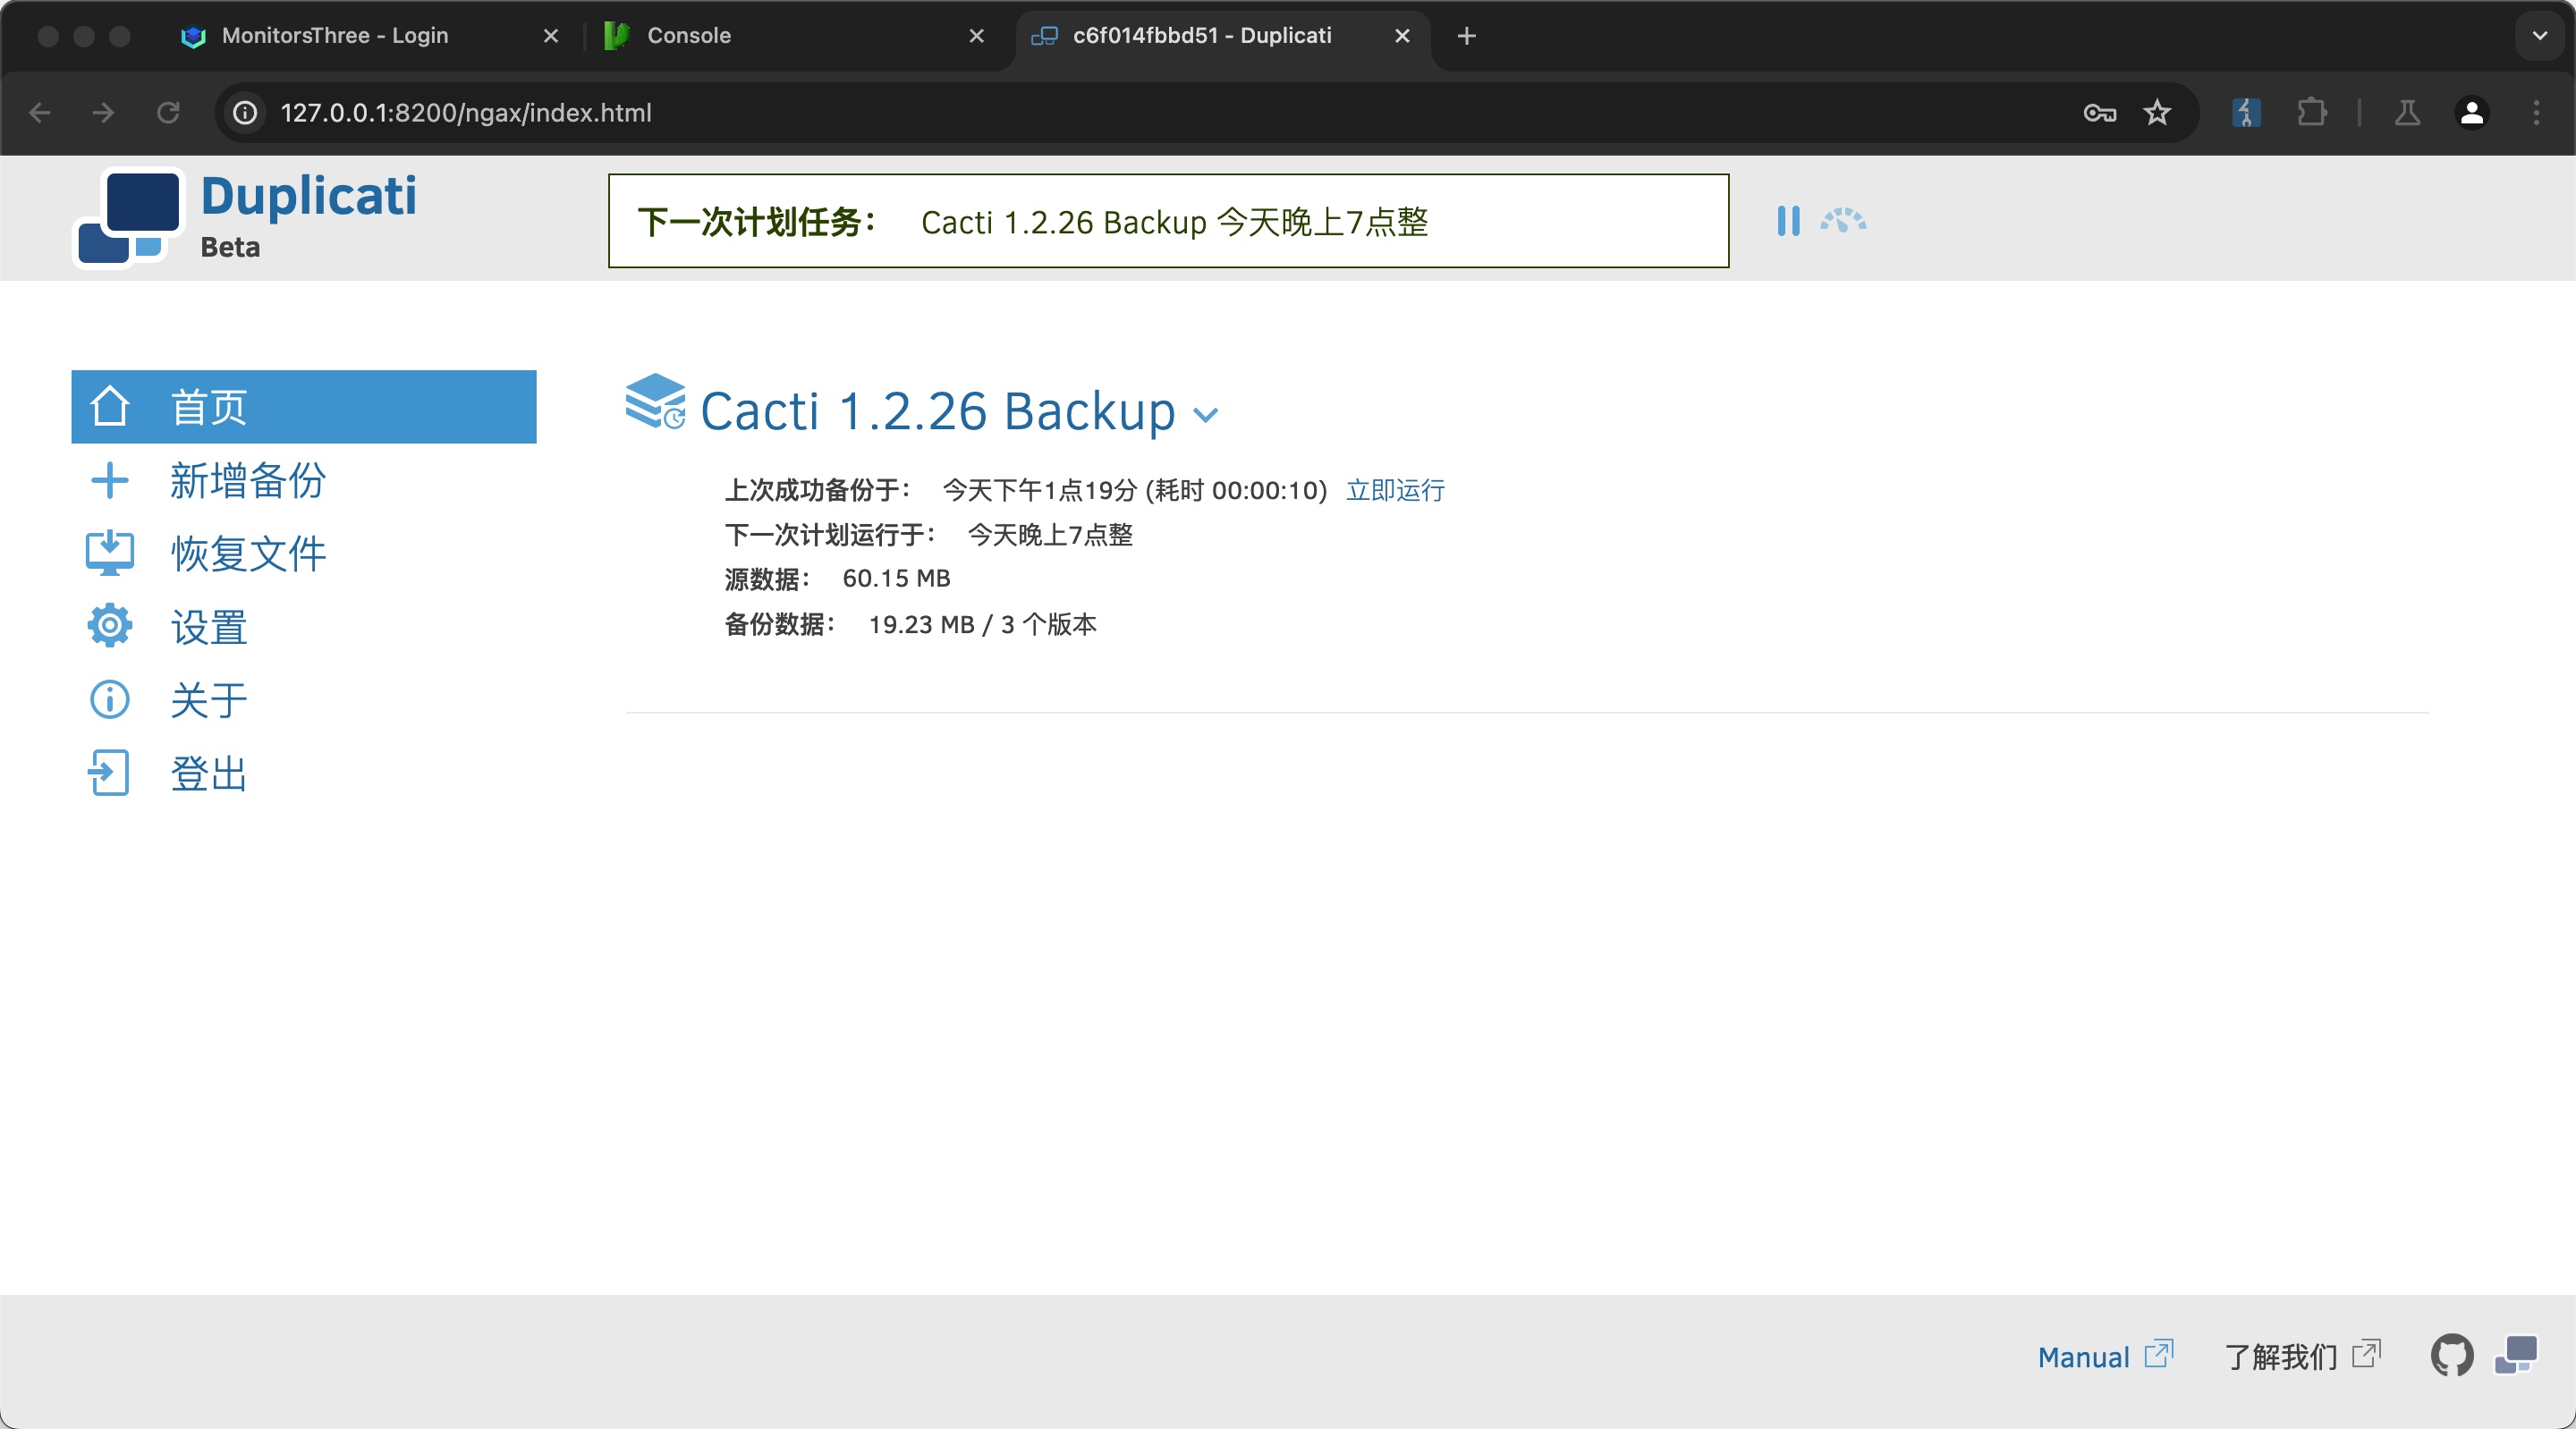 MonitorsThree - Login
Console
c6f014fbbd51 - Duplicati
127.0.0.1:8200/ngax/index.html
Duplicati
Beta
下一次计划任务： Cacti 1.2.26 Backup 今天晚上7点整
首页
新增备份
恢复文件
设置
关于
登出
Cacti 1.2.26 Backup
上次成功备份于： 今天下午1点19分 (耗时 00:00:10) 立即运行
下一次计划运行于： 今天晚上7点整
源数据： 60.15 MB
备份数据： 19.23 MB / 3 个版本
Manual
了解我们